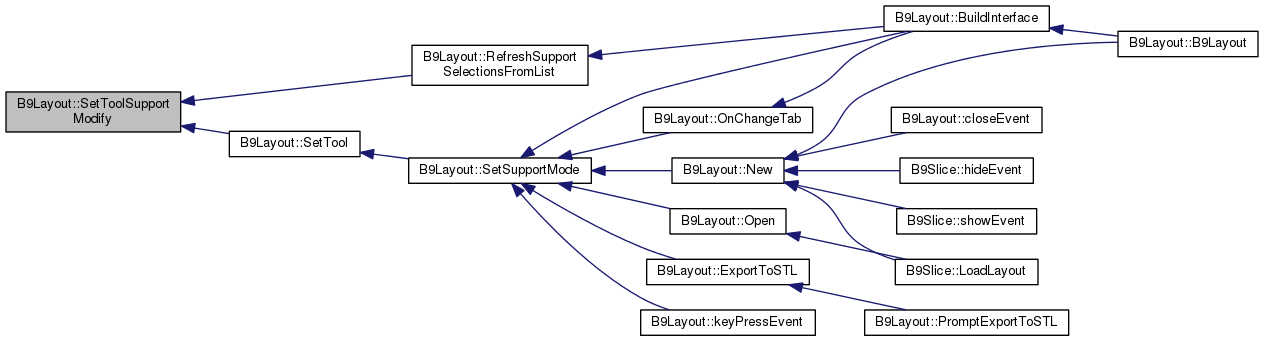 B9Layout::SetToolSupport
Modify
B9Layout::RefreshSupport
SelectionsFromList
B9Layout::SetTool
B9Layout::SetSupportMode
B9Layout::BuildInterface
B9Layout::B9Layout
B9Layout::OnChangeTab
B9Layout::New
B9Layout::closeEvent
B9Slice::hideEvent
B9Slice::showEvent
B9Layout::Open
B9Slice::LoadLayout
B9Layout::ExportToSTL
B9Layout::PromptExportToSTL
B9Layout::keyPressEvent